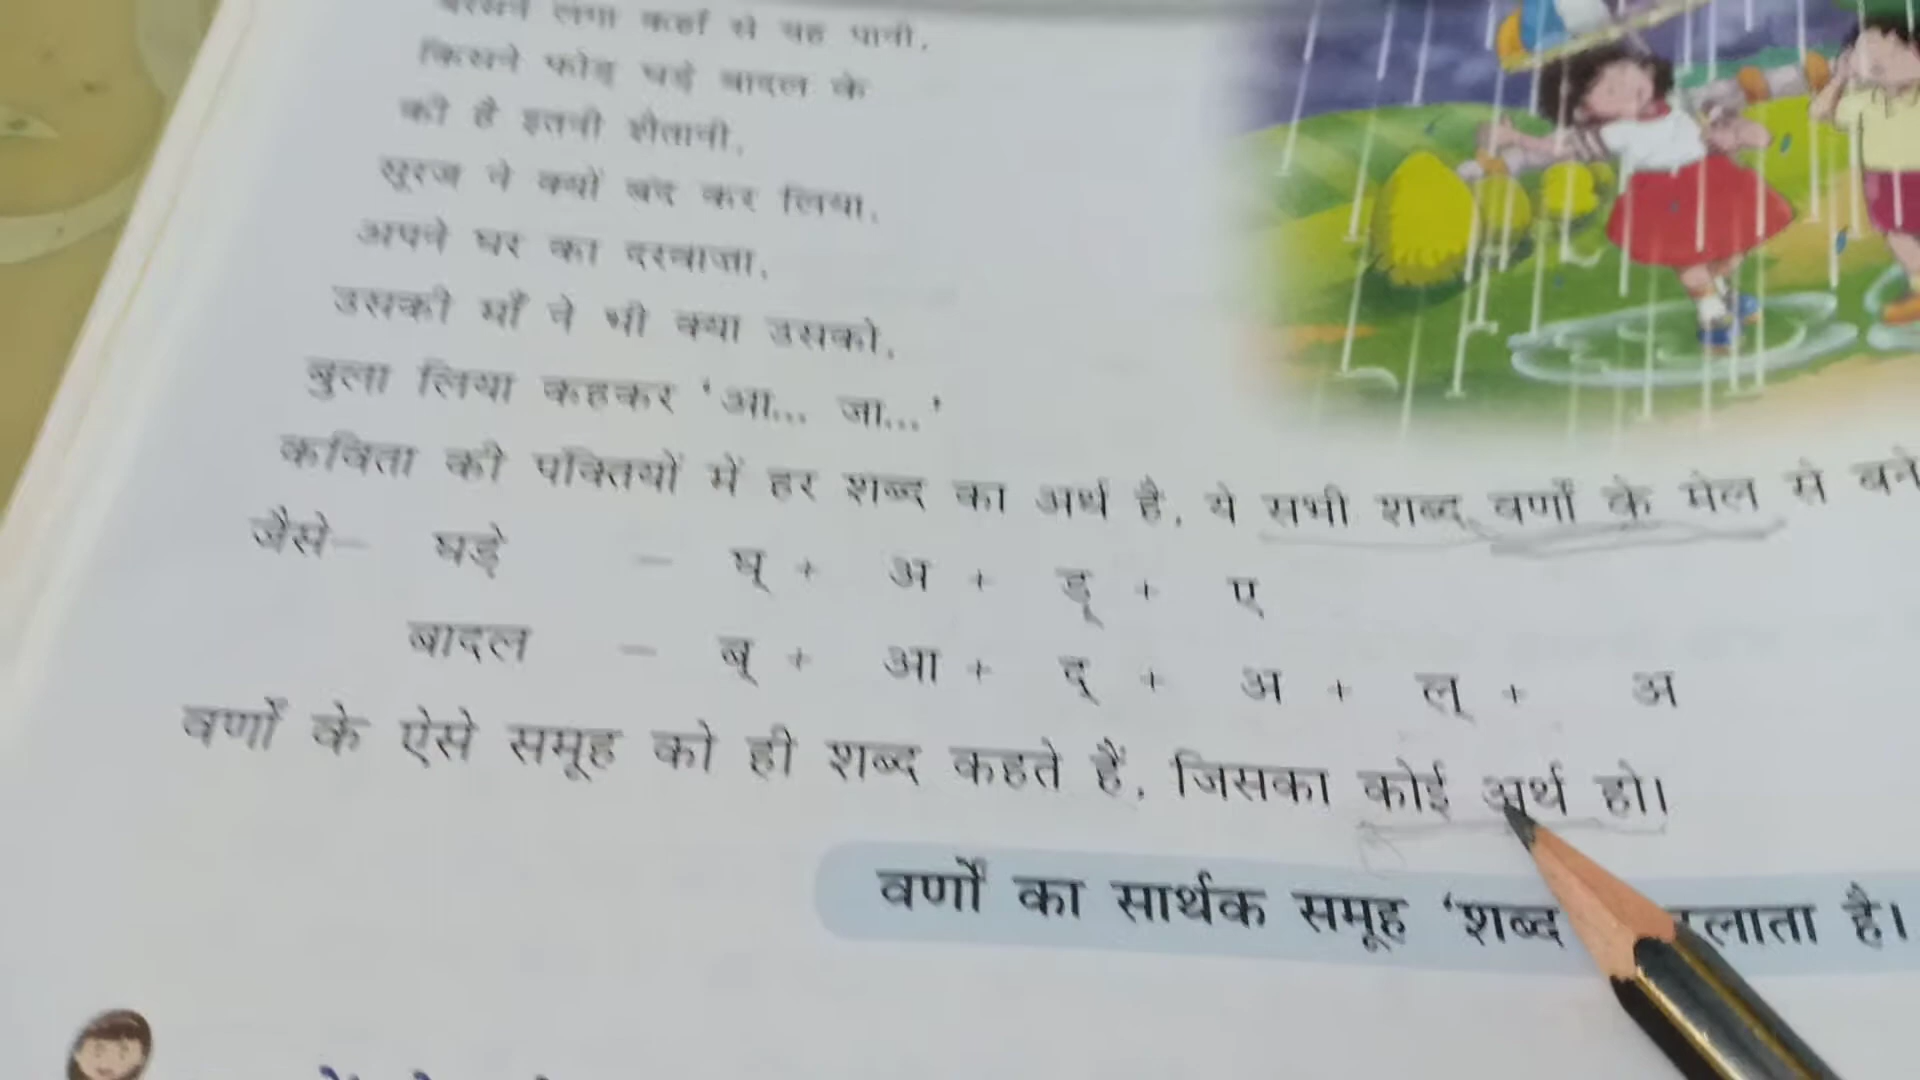 लगा कहाँ से यह पानी,
किसने फोड़ घड़े बादल के
की है इतनी शैतानी,
सूरज ने क्यों बंद कर लिया,
अपने घर का दरवाजा,
उसकी माँ ने भी क्या उसको,
बुला लिया कहकर ‘आ... जा...’
कविता की पंक्तियों में हर शब्द का अर्थ है, ये सभी शब्द वर्णों के मेल से बने
जैसे– घड़े – घ् + अ + ड़् + ए
बादल – ब् + आ + द् + अ + ल् + अ
वर्णों के ऐसे समूह को ही शब्द कहते हैं, जिसका कोई अर्थ हो।
वर्णों का सार्थक समूह ‘शब्द लाता है।